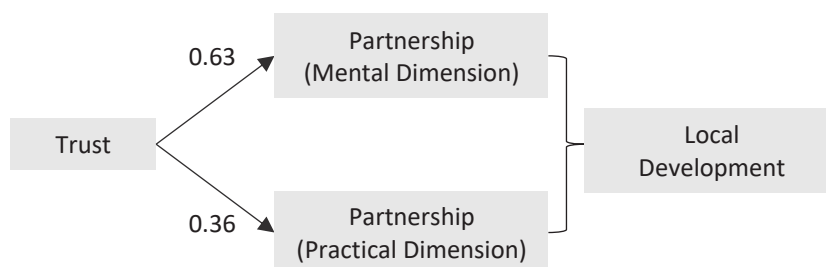 Partnership
(Mental Dimension)
0.63
Trust
Local
Development
0.36
Partnership
(Practical Dimension)